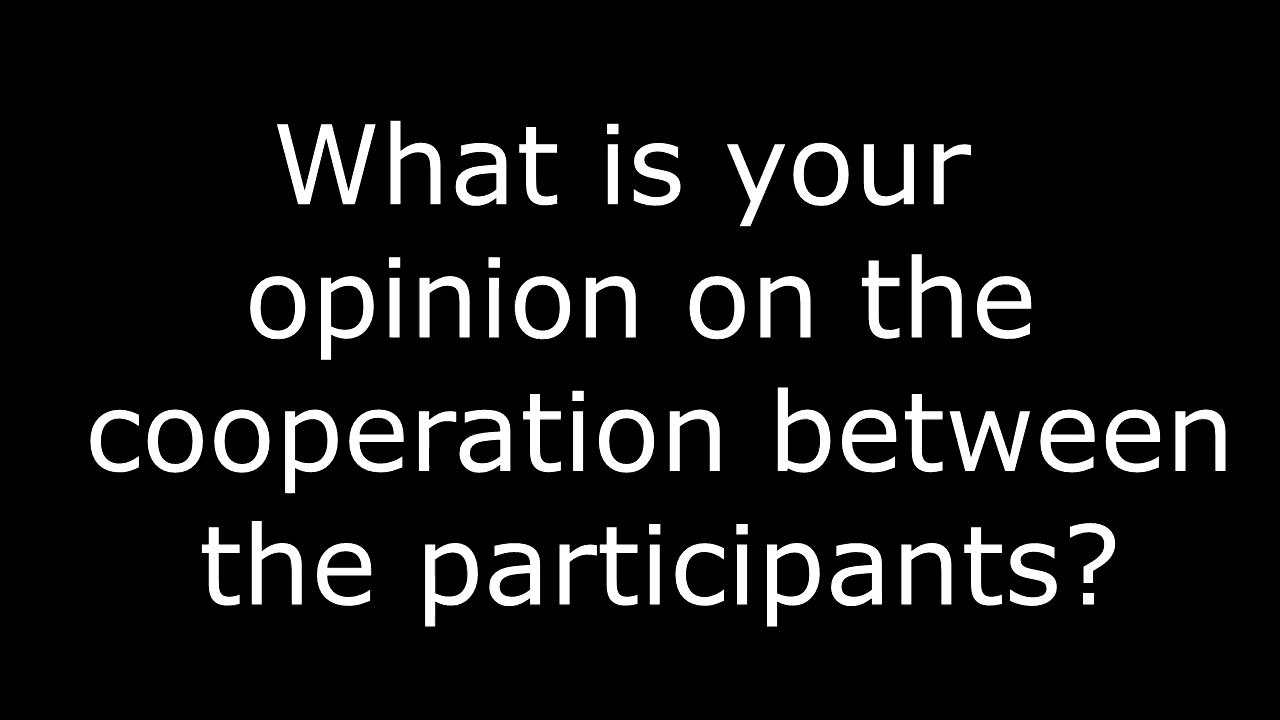 What is your
opinion on the
cooperation between
the participants?